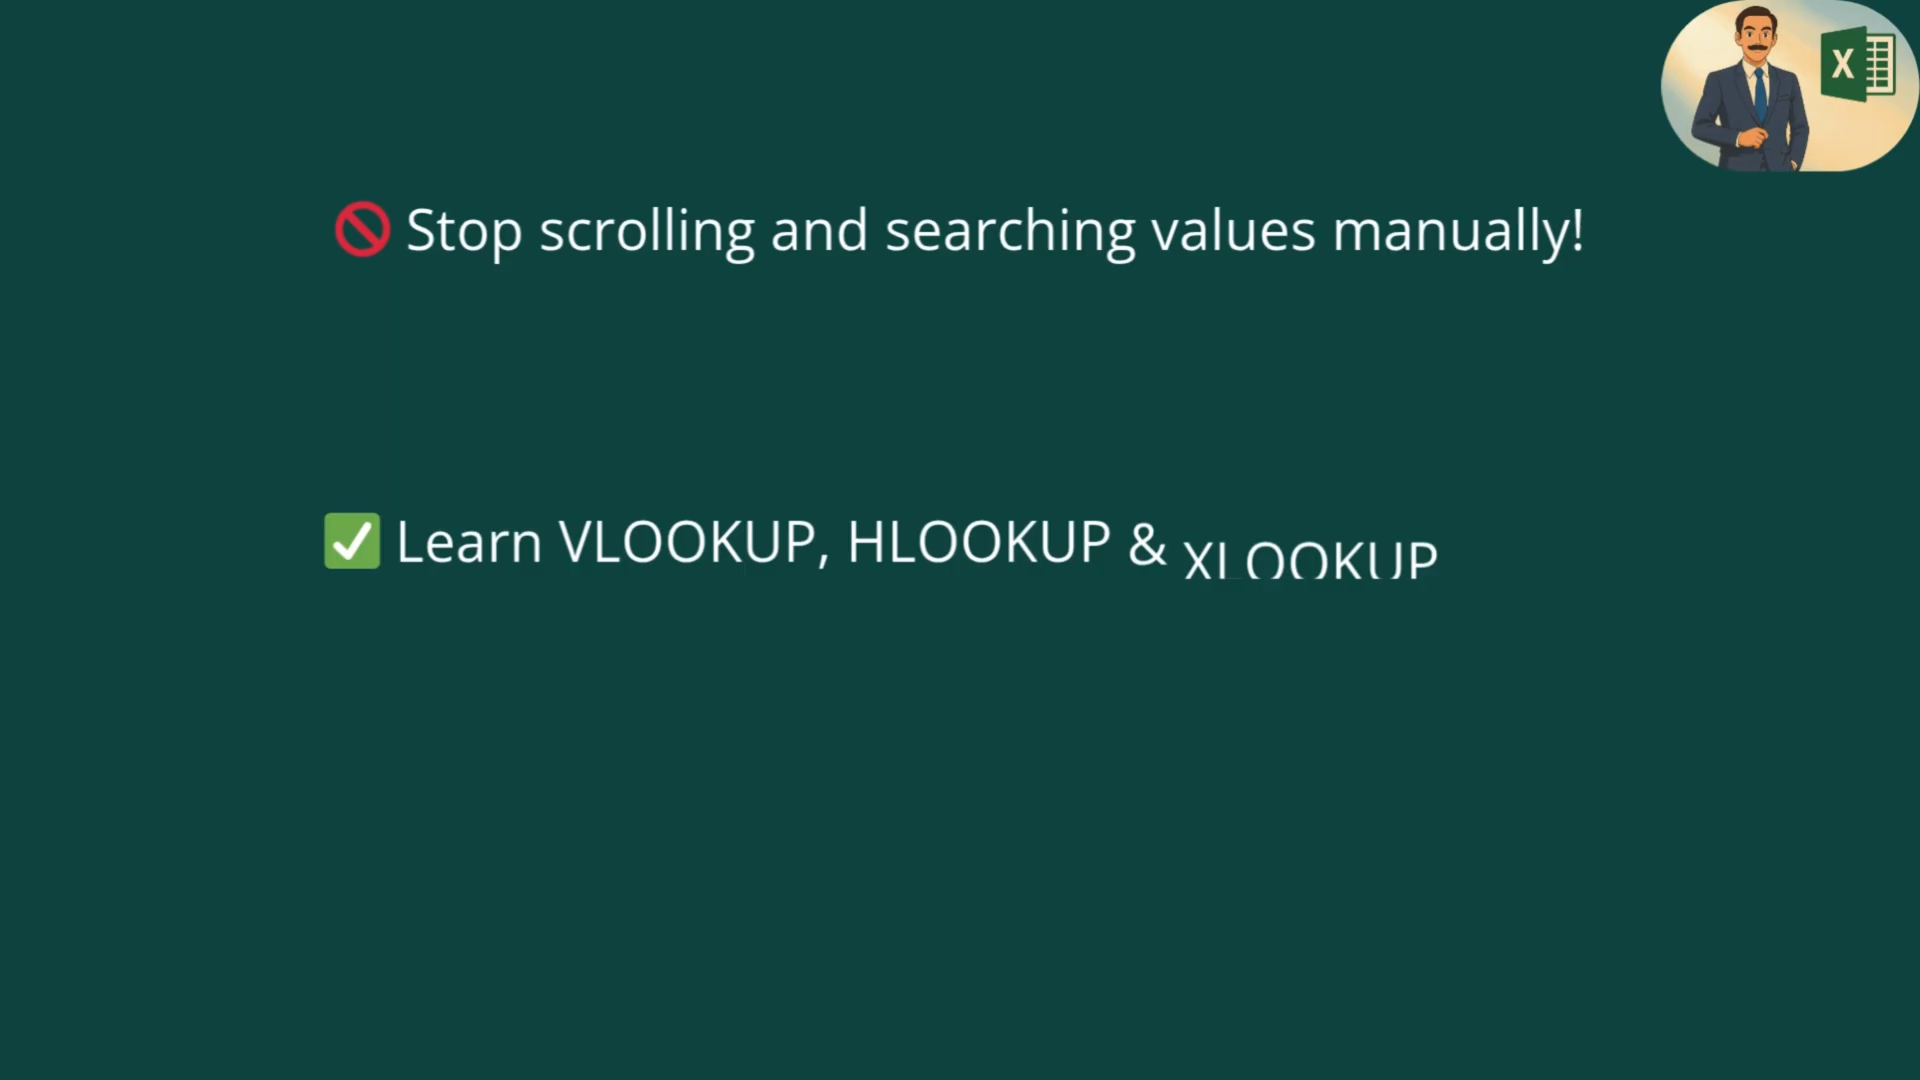 X
🚫 Stop scrolling and searching values manually!
✅ Learn VLOOKUP, HLOOKUP & XLOOKUP